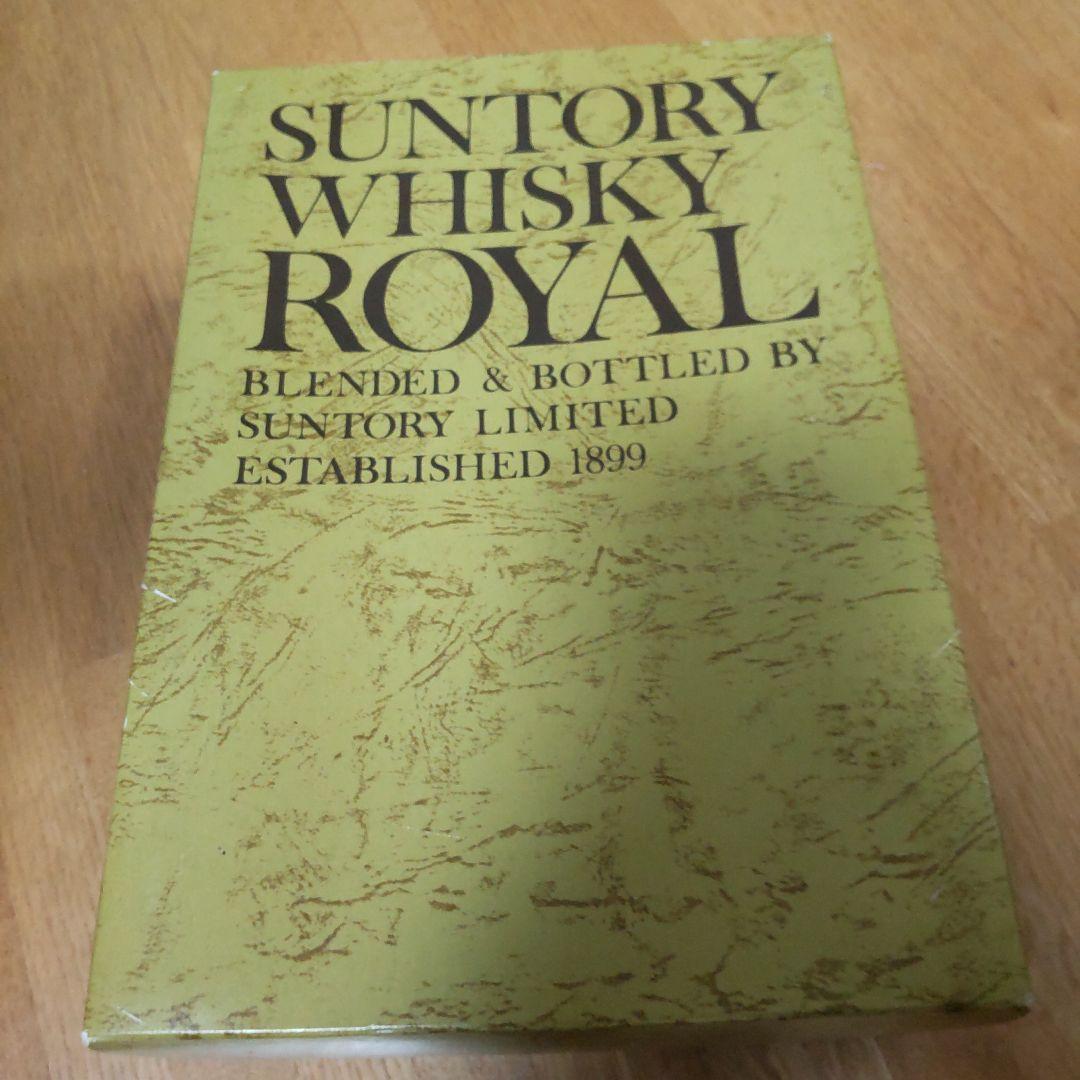 SUNTORY
WHISKY
ROYAL
BLENDED & BOTTLED BY
SUNTORY LIMITED
ESTABLISHED 1899